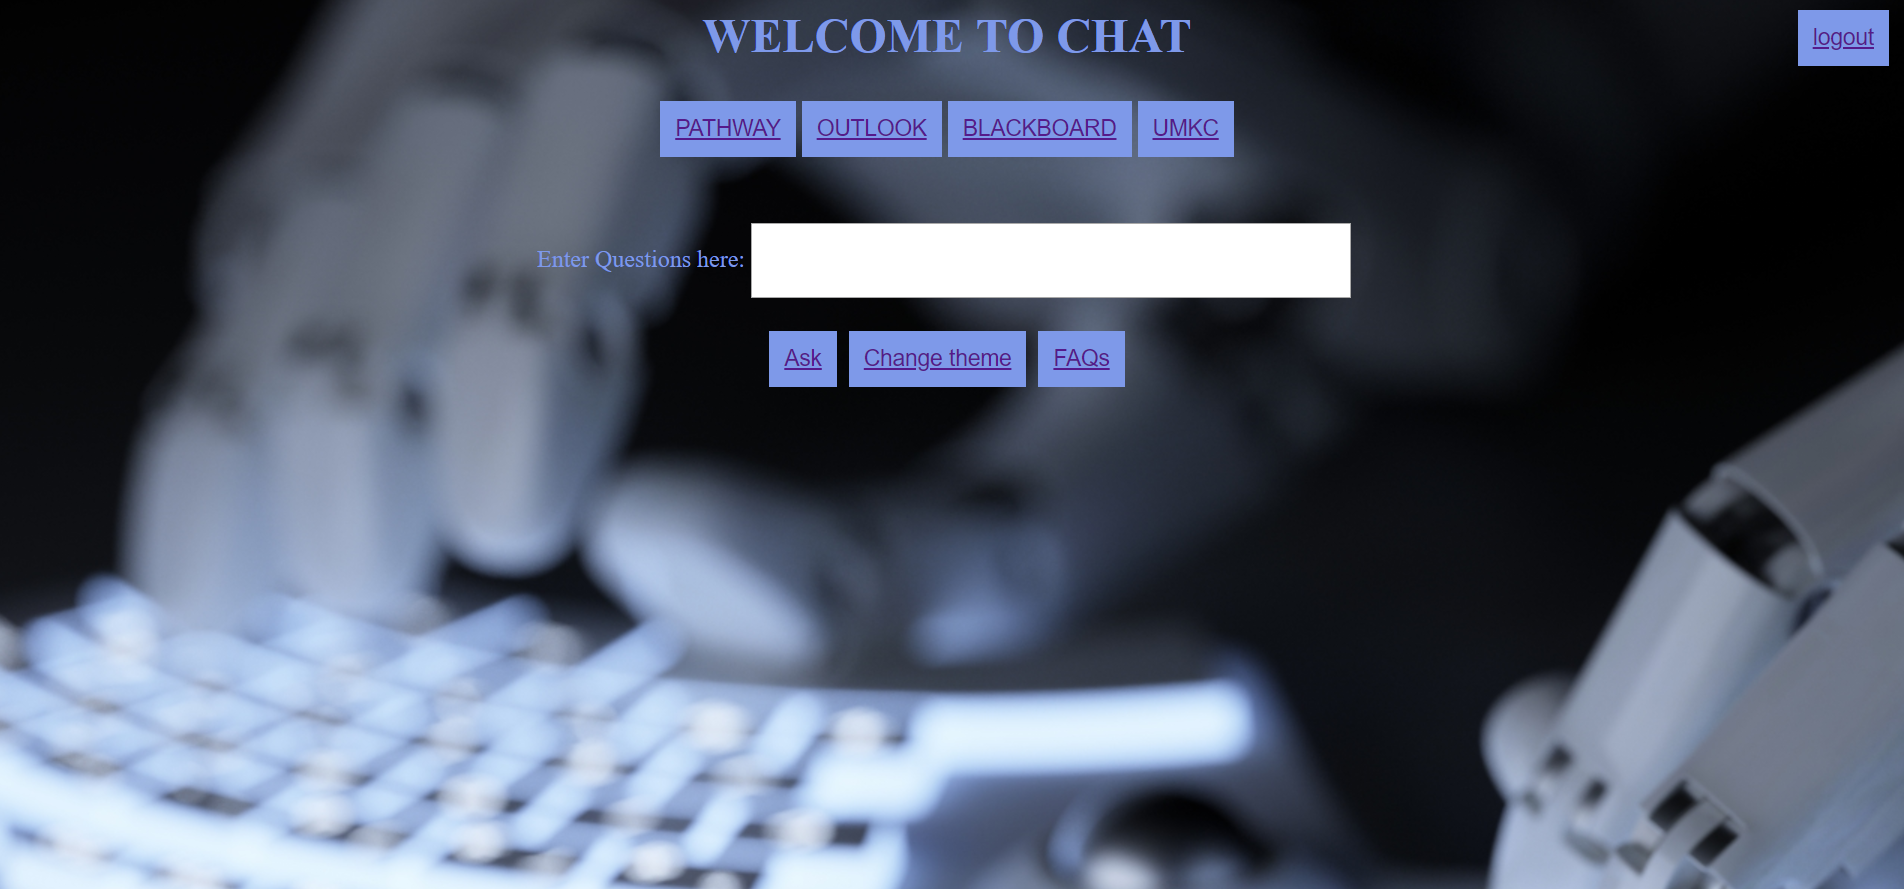 WELCOME TO CHAT
logout
PATHWAY OUTLOOK BLACKBOARD UMKC
Enter Questions here:
Ask Change theme FAQs